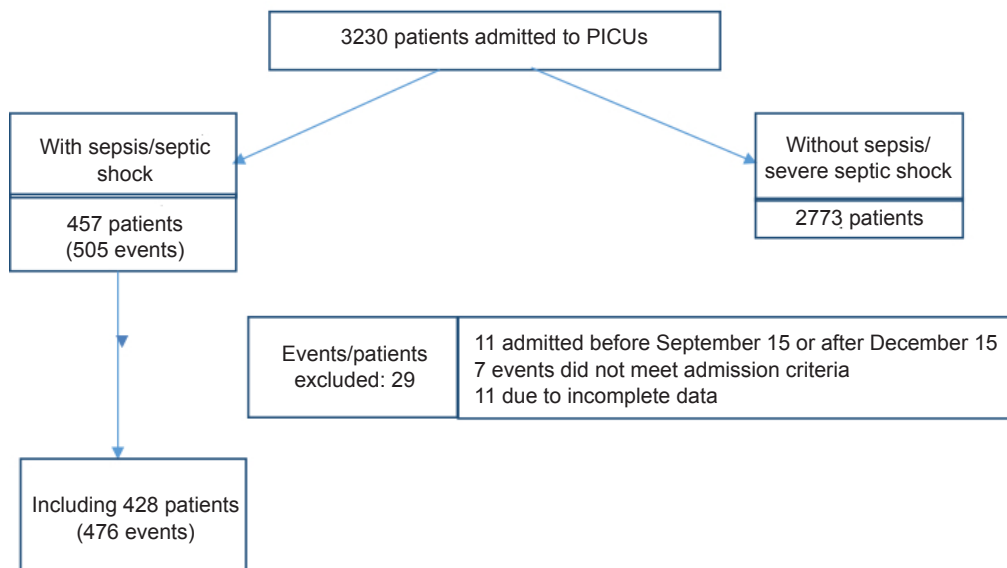 3230 patients admitted to PICUs
With sepsis/septic
shock
457 patients
(505 events)
Without sepsis/
severe septic shock
2773 patients
Events/patients
excluded: 29
11 admitted before September 15 or after December 15
7 events did not meet admission criteria
11 due to incomplete data
Including 428 patients
(476 events)